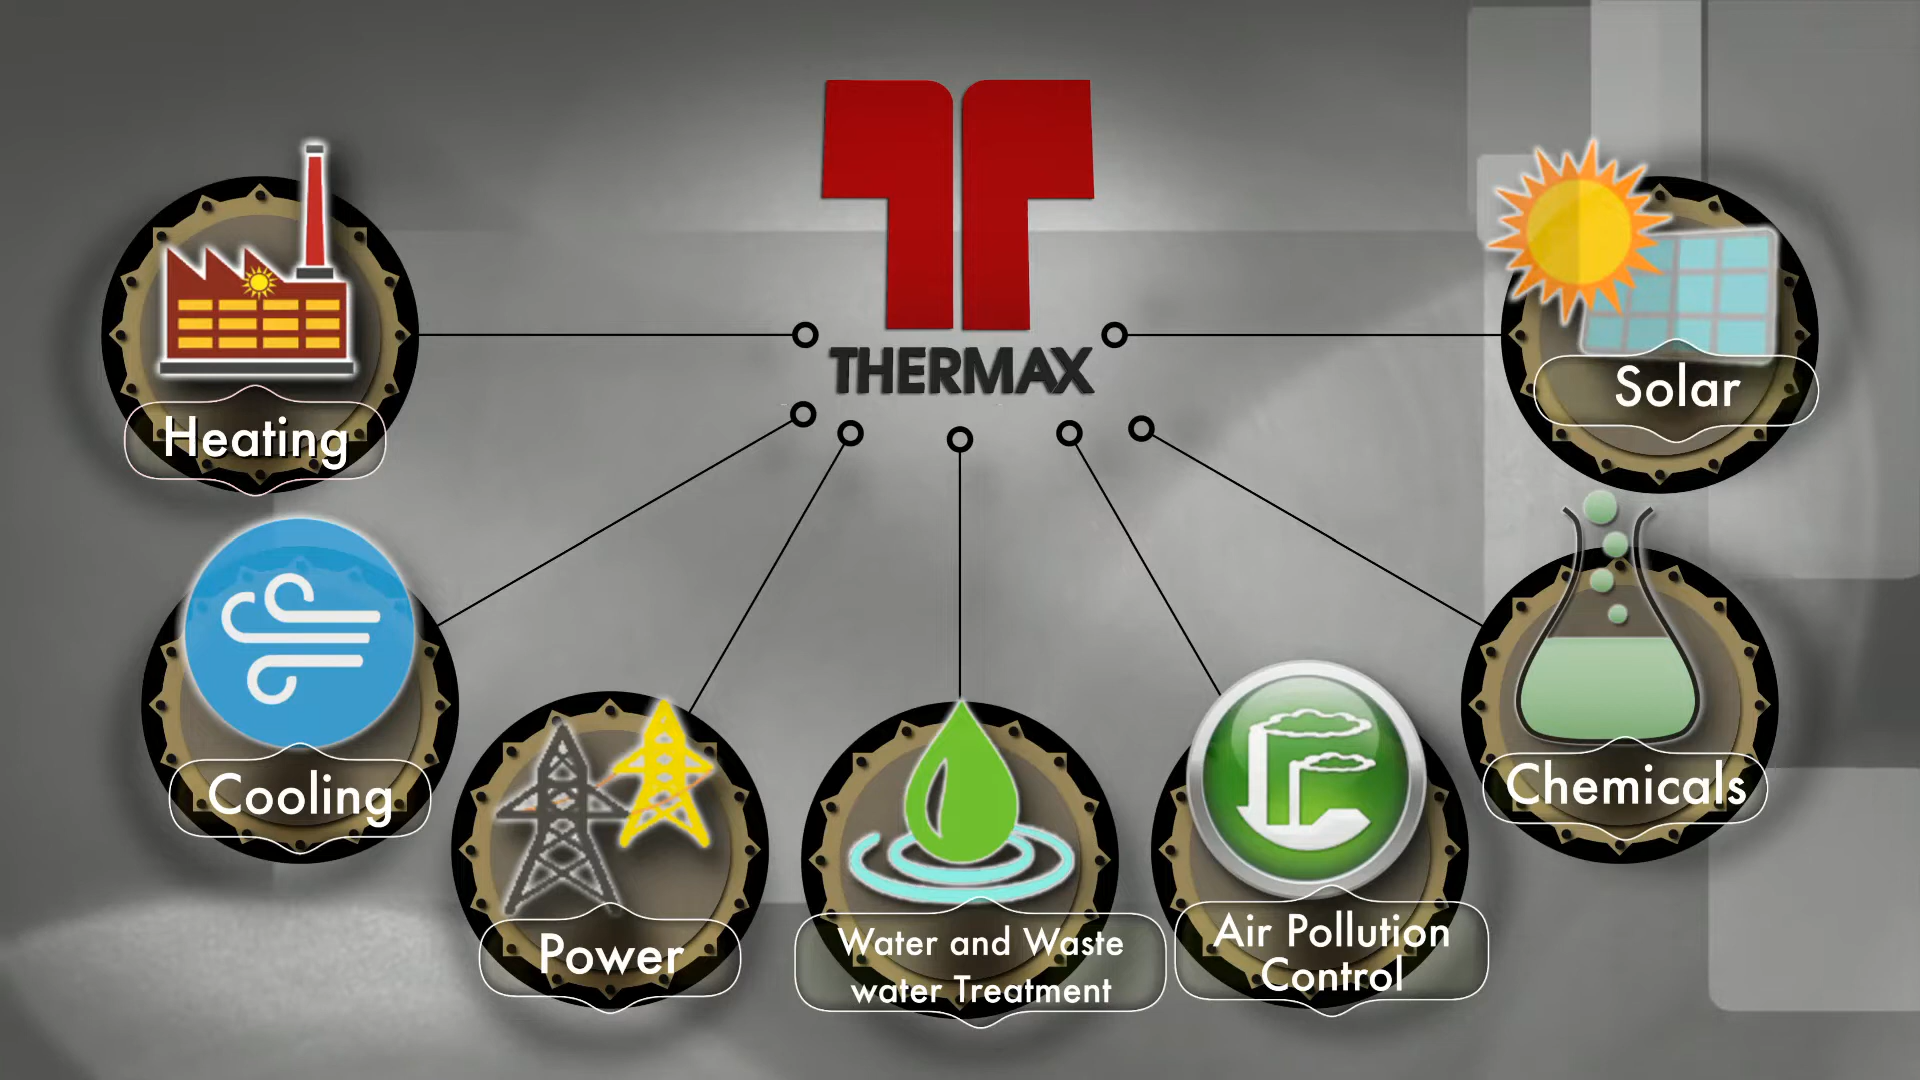 THERMAX
Heating
Solar
Cooling
Chemicals
Power
Water and Waste
water Treatment
Air Pollution
Control